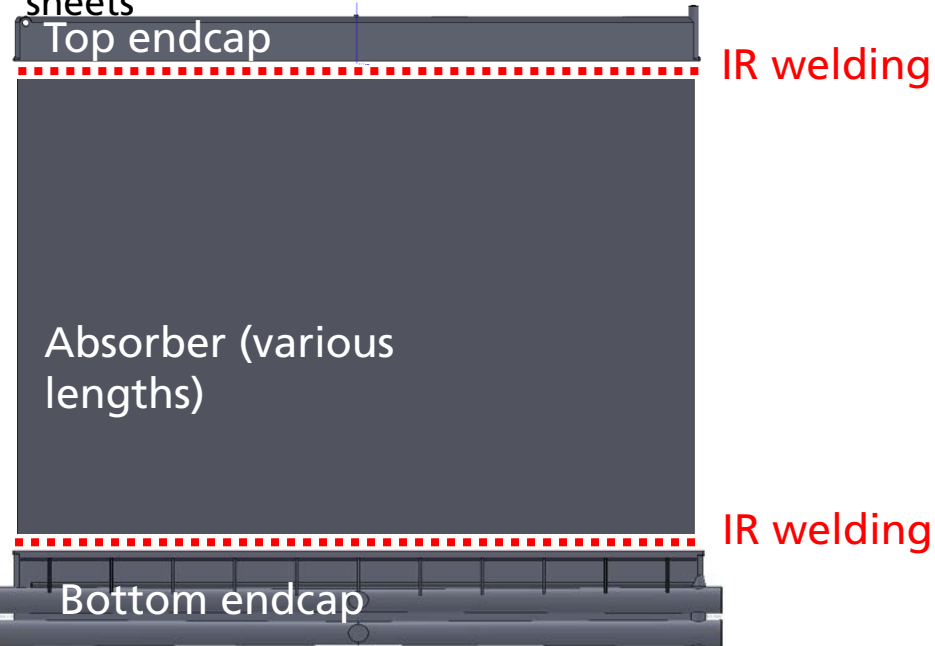 sheets
Top endcap
IR welding
Absorber (various
lengths)
IR welding
Bottom endcap